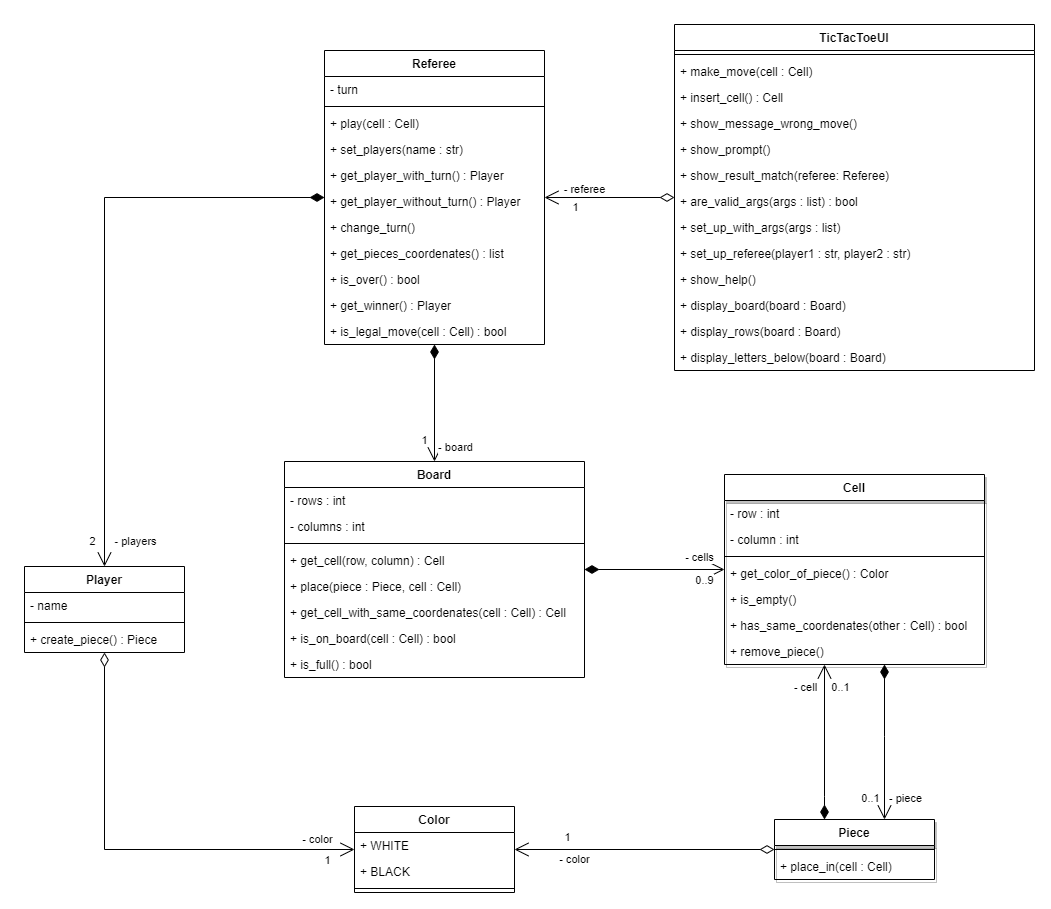 TicTacToeUI
+ make_move(cell : Cell)
+ insert_cell() : Cell
+ show_message_wrong_move()
+ show_prompt()
+ show_result_match(referee: Referee)
+ are_valid_args(args : list) : bool
+ set_up_with_args(args : list)
+ set_up_referee(player1 : str, player2 : str)
+ show_help()
+ display_board(board : Board)
+ display_rows(board : Board)
+ display_letters_below(board : Board)
Referee
- turn
+ play(cell : Cell)
+ set_players(name : str)
+ get_player_with_turn() : Player
+ get_player_without_turn() : Player
+ change_turn()
+ get_pieces_coordenates() : list
+ is_over() : bool
+ get_winner() : Player
+ is_legal_move(cell : Cell) : bool
- referee
1
1
- board
Board
- rows : int
- columns : int
+ get_cell(row, column) : Cell
+ place(piece : Piece, cell : Cell)
+ get_cell_with_same_coordenates(cell : Cell) : Cell
+ is_on_board(cell : Cell) : bool
+ is_full() : bool
- cells
0..9
Cell
- row : int
- column : int
+ get_color_of_piece() : Color
+ is_empty()
+ has_same_coordenates(other : Cell) : bool
+ remove_piece()
2
- players
Player
- name
+ create_piece() : Piece
- cell
0..1
0..1
- piece
Color
+ WHITE
+ BLACK
- color
1
1
- color
Piece
+ place_in(cell : Cell)